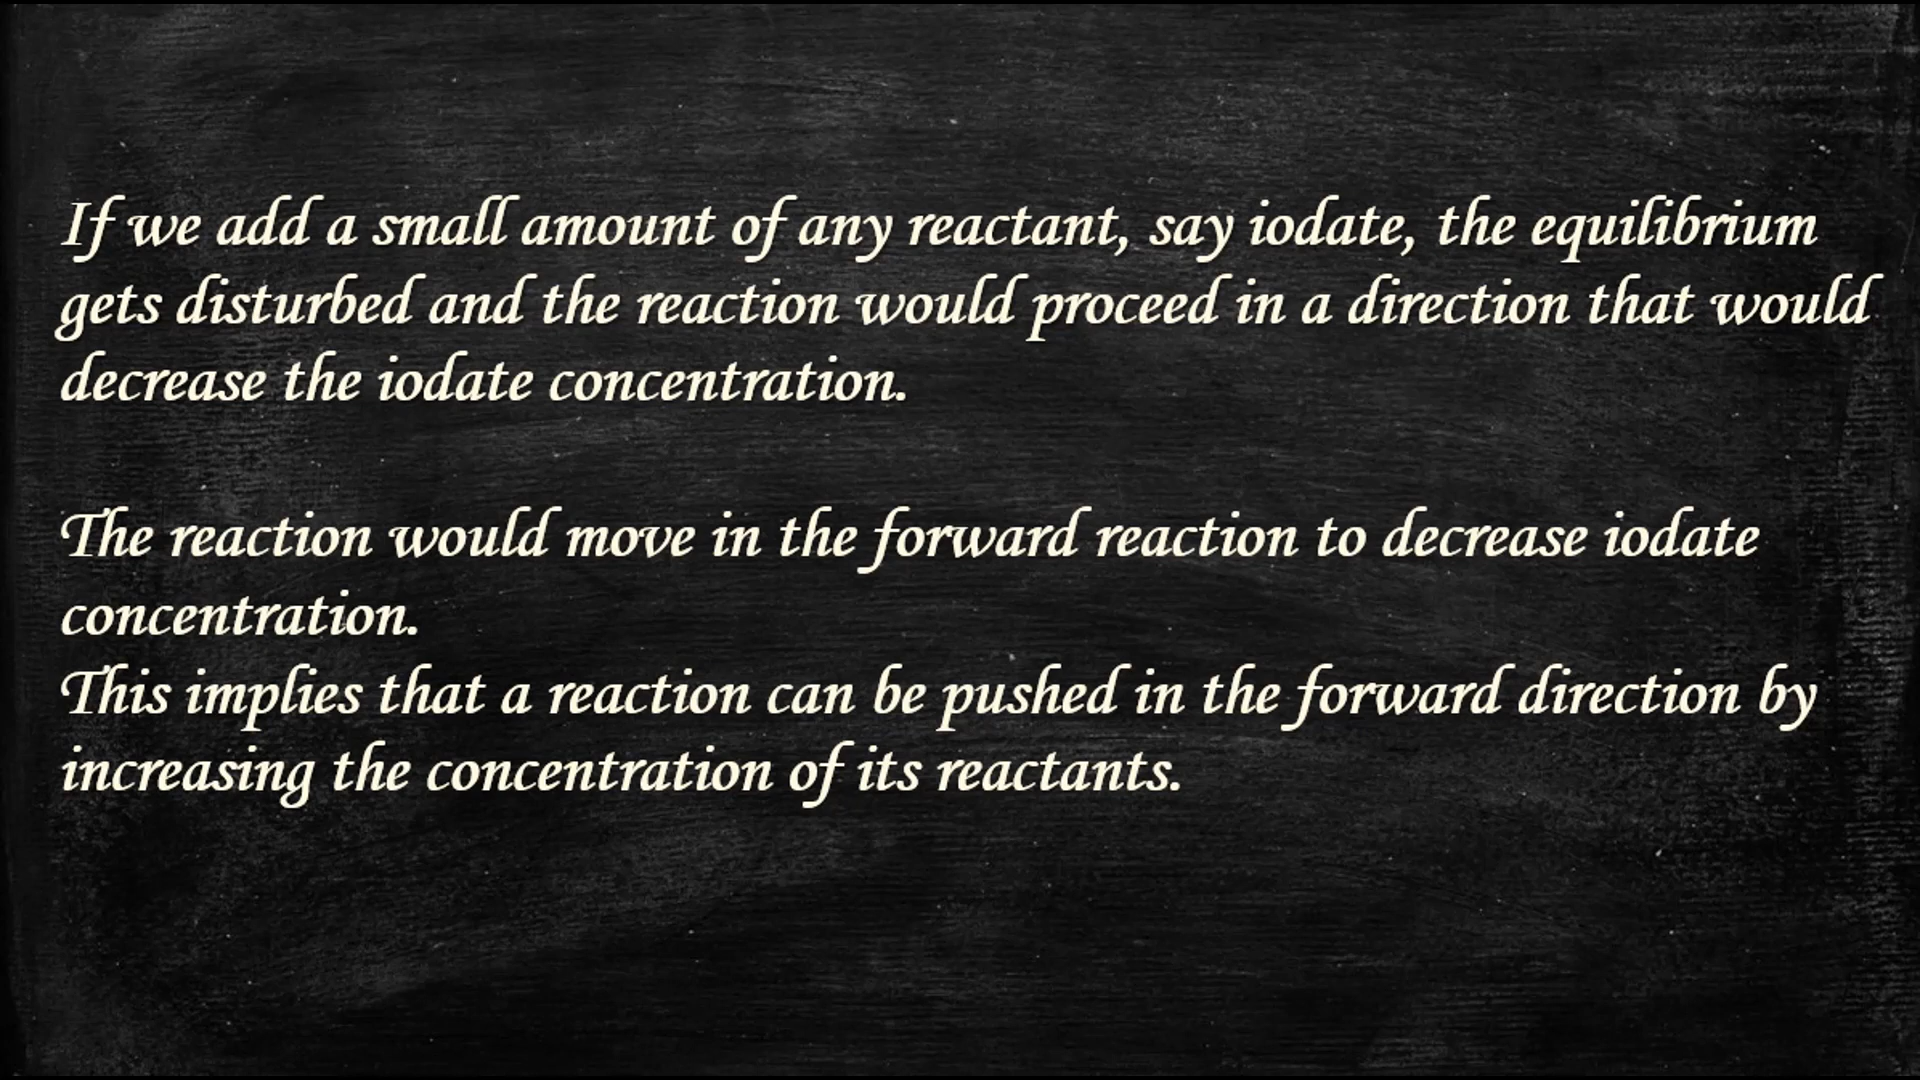 If we add a small amount of any reactant, say iodate, the equilibrium
gets disturbed and the reaction would proceed in a direction that would
decrease the iodate concentration.
The reaction would move in the forward reaction to decrease iodate
concentration.
This implies that a reaction can be pushed in the forward direction by
increasing the concentration of its reactants.